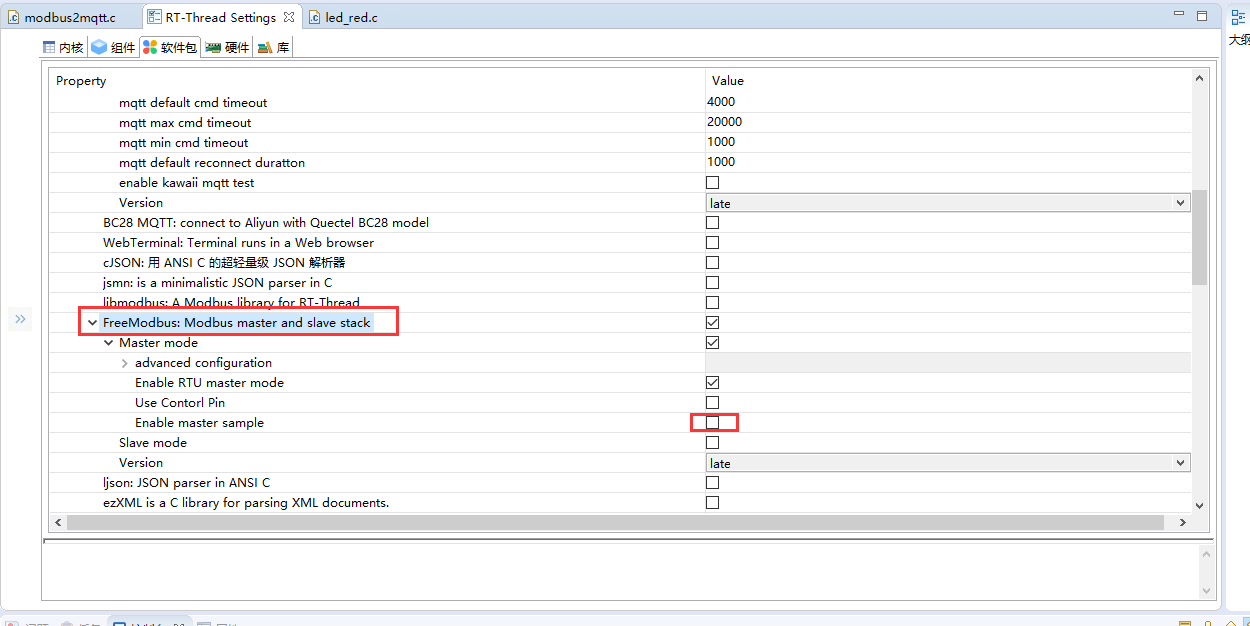 modbus2mqtt.c RT-Thread Settings led_red.c
内核 组件 软件包 硬件 库
大纲
Property Value
mqtt default cmd timeout 4000
mqtt max cmd timeout 20000
mqtt min cmd timeout 1000
mqtt default reconnect duratton 1000
enable kawaii mqtt test
Version late
BC28 MQTT: connect to Aliyun with Quectel BC28 model
WebTerminal: Terminal runs in a Web browser
cJSON: 用 ANSI C 的超轻量级 JSON 解析器
jsmn: is a minimalistic JSON parser in C
libmodbus: A Modbus library for RT-Thread
FreeModbus: Modbus master and slave stack
Master mode
advanced configuration
Enable RTU master mode
Use Contorl Pin
Enable master sample
Slave mode
Version late
ljson: JSON parser in ANSI C
ezXML is a C library for parsing XML documents.